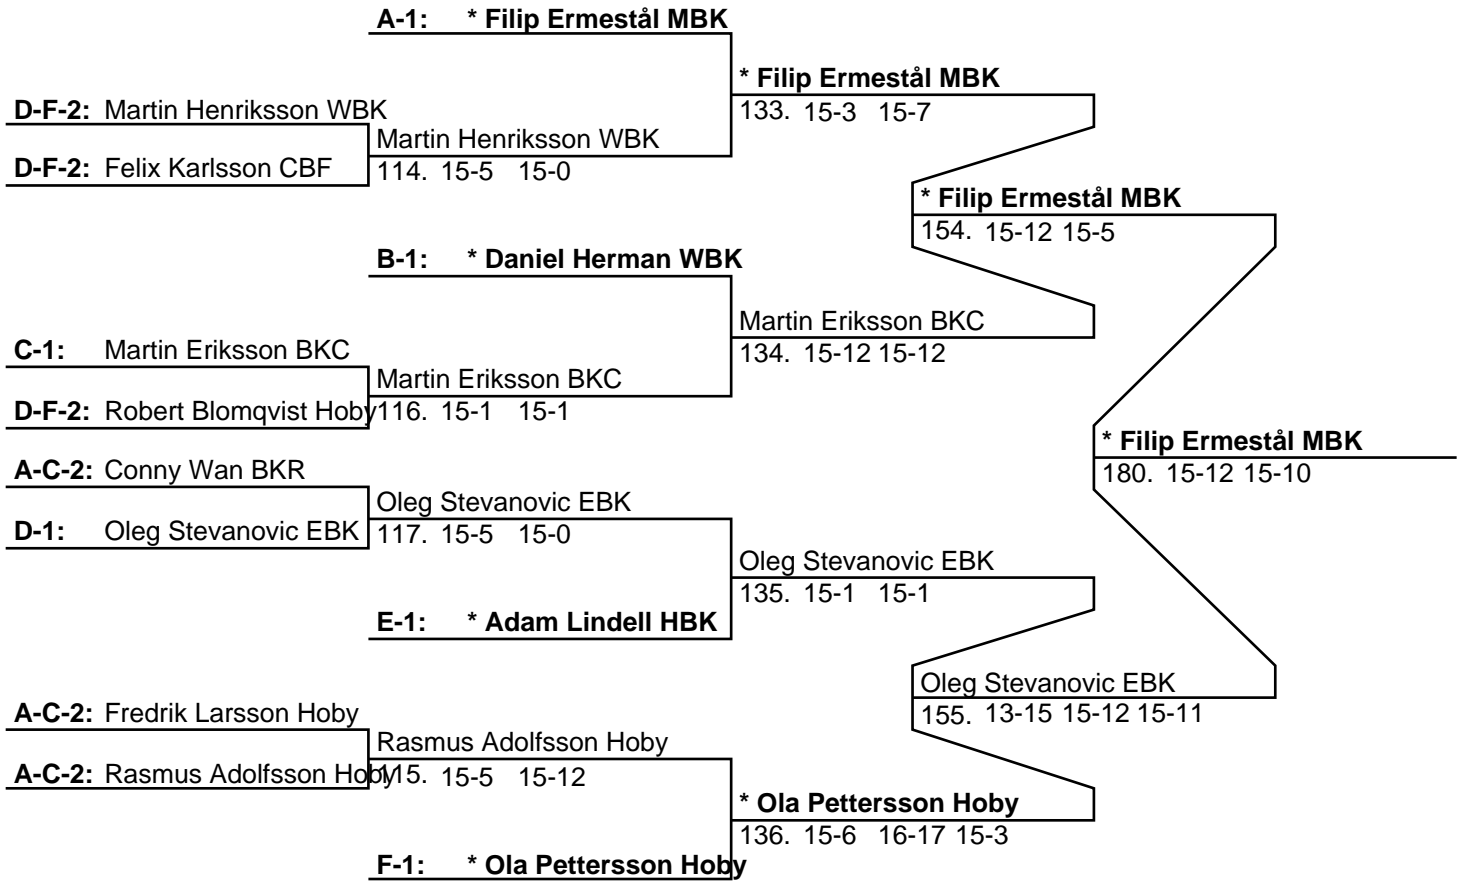 A-1: * Filip Ermestål MBK
* Filip Ermestål MBK
D-F-2: Martin Henriksson WBK
133. 15-3 15-7
Martin Henriksson WBK
D-F-2: Felix Karlsson CBF
114. 15-5 15-0
* Filip Ermestål MBK
154. 15-12 15-5
B-1: * Daniel Herman WBK
Martin Eriksson BKC
C-1: Martin Eriksson BKC
134. 15-12 15-12
Martin Eriksson BKC
D-F-2: Robert Blomqvist Hoby
116. 15-1 15-1
* Filip Ermestål MBK
A-C-2: Conny Wan BKR
180. 15-12 15-10
Oleg Stevanovic EBK
D-1: Oleg Stevanovic EBK
117. 15-5 15-0
Oleg Stevanovic EBK
135. 15-1 15-1
E-1: * Adam Lindell HBK
Oleg Stevanovic EBK
A-C-2: Fredrik Larsson Hoby
155. 13-15 15-12 15-11
Rasmus Adolfsson Hoby
A-C-2: Rasmus Adolfsson Hoby
115. 15-5 15-12
* Ola Pettersson Hoby
136. 15-6 16-17 15-3
F-1: * Ola Pettersson Hoby